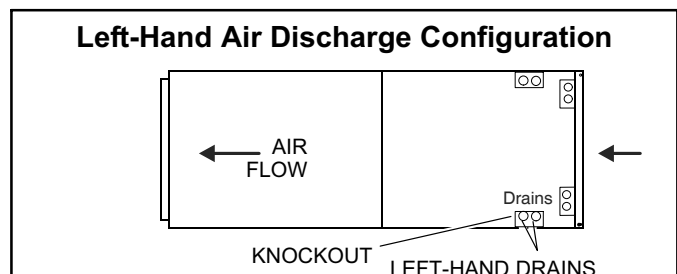 Left-Hand Air Discharge Configuration
AIR
FLOW
Drains
KNOCKOUT
LEFT-HAND DRAINS